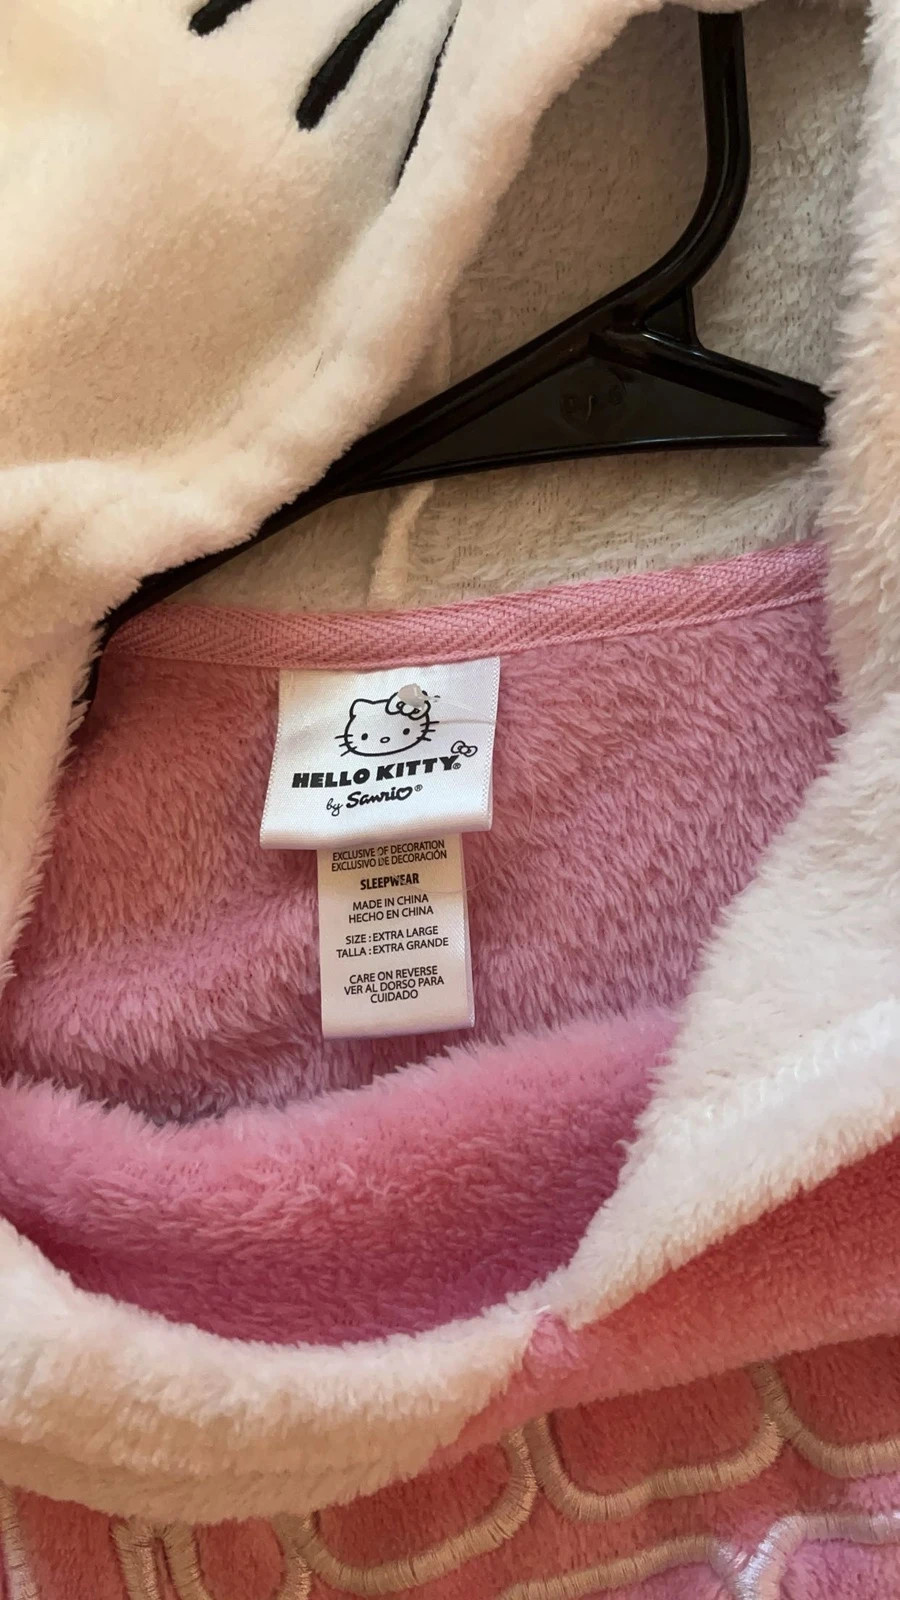 HELLO KITTY®
by Sanrio®
EXCLUSIVE OF DECORATION
EXCLUSIVO DE DECORACIÓN
SLEEPWEAR
MADE IN CHINA
HECHO EN CHINA
SIZE : EXTRA LARGE
TALLA : EXTRA GRANDE
CARE ON REVERSE
VER AL DORSO PARA
CUIDADO